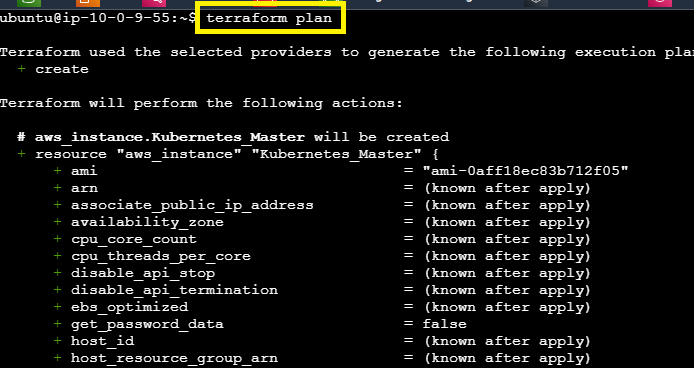 ubuntu@ip-10-0-9-55:~$ terraform plan
Terraform used the selected providers to generate the following execution plan
+ create
Terraform will perform the following actions:
# aws_instance.Kubernetes_Master will be created
+ resource "aws_instance" "Kubernetes_Master" {
+ ami = "ami-0aff18ec83b712f05"
+ arn = (known after apply)
+ associate_public_ip_address = (known after apply)
+ availability_zone = (known after apply)
+ cpu_core_count = (known after apply)
+ cpu_threads_per_core = (known after apply)
+ disable_api_stop = (known after apply)
+ disable_api_termination = (known after apply)
+ ebs_optimized = (known after apply)
+ get_password_data = false
+ host_id = (known after apply)
+ host_resource_group_arn = (known after apply)